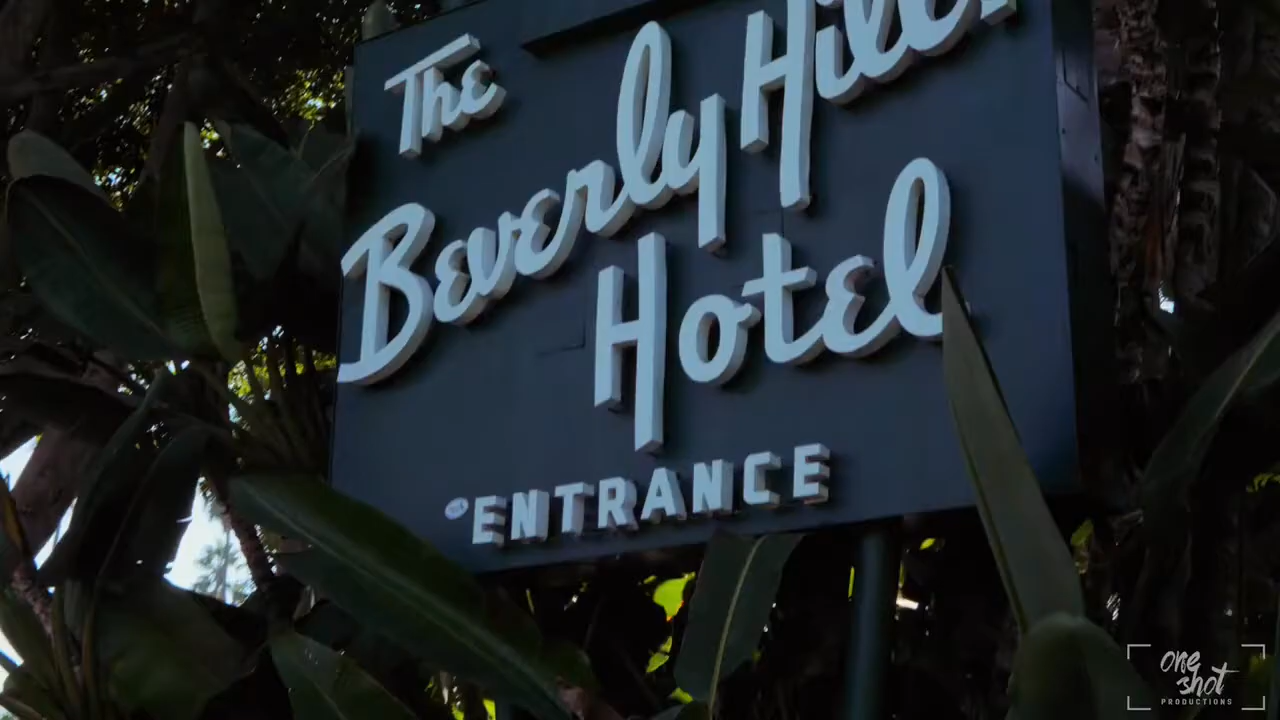 The
Beverly Hills
Hotel
ENTRANCE
one
shot
PRODUCTIONS